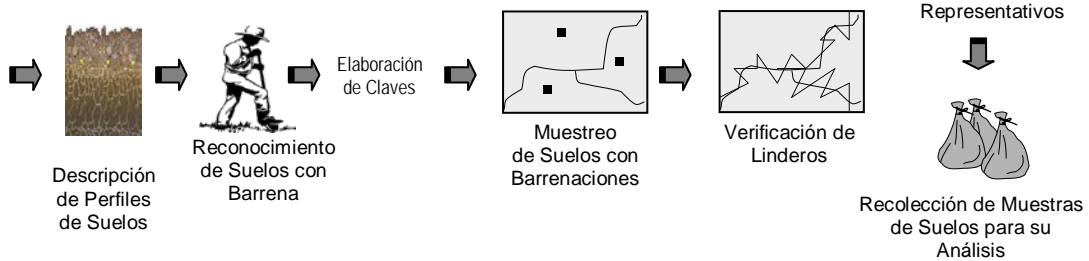 Representativos
Descripción
de Perfiles
de Suelos
Reconocimiento
de Suelos con
Barrena
Elaboración
de Claves
Muestreo
de Suelos con
Barrenaciones
Verificación de
Linderos
Recolección de Muestras
de Suelos para su
Análisis